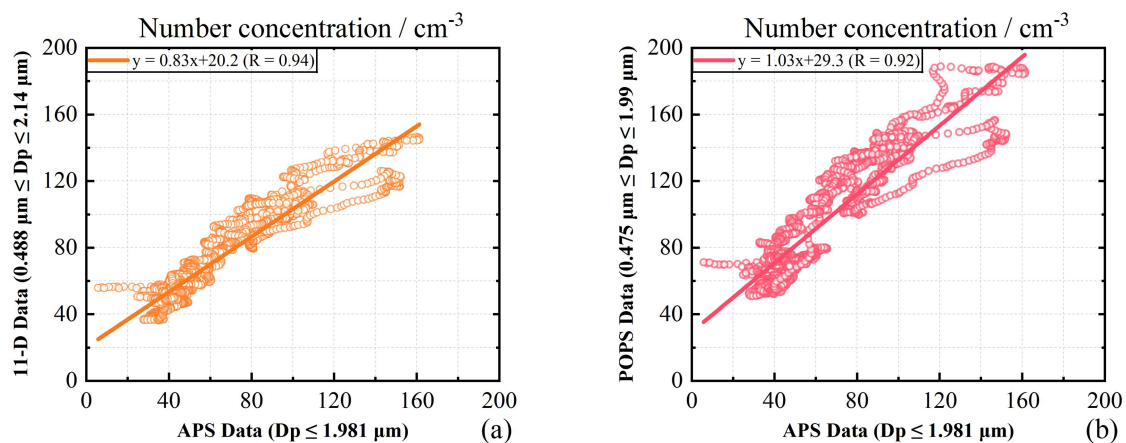 Number concentration / cm-3
y = 0.83x+20.2 (R = 0.94)
11-D Data (0.488 μm ≤ Dp ≤ 2.14 μm)
200
160
120
80
40
0
0 40 80 120 160 200
APS Data (Dp ≤ 1.981 μm)
(a)
Number concentration / cm-3
y = 1.03x+29.3 (R = 0.92)
POPS Data (0.475 μm ≤ Dp ≤ 1.99 μm)
200
160
120
80
40
0
0 40 80 120 160 200
APS Data (Dp ≤ 1.981 μm)
(b)